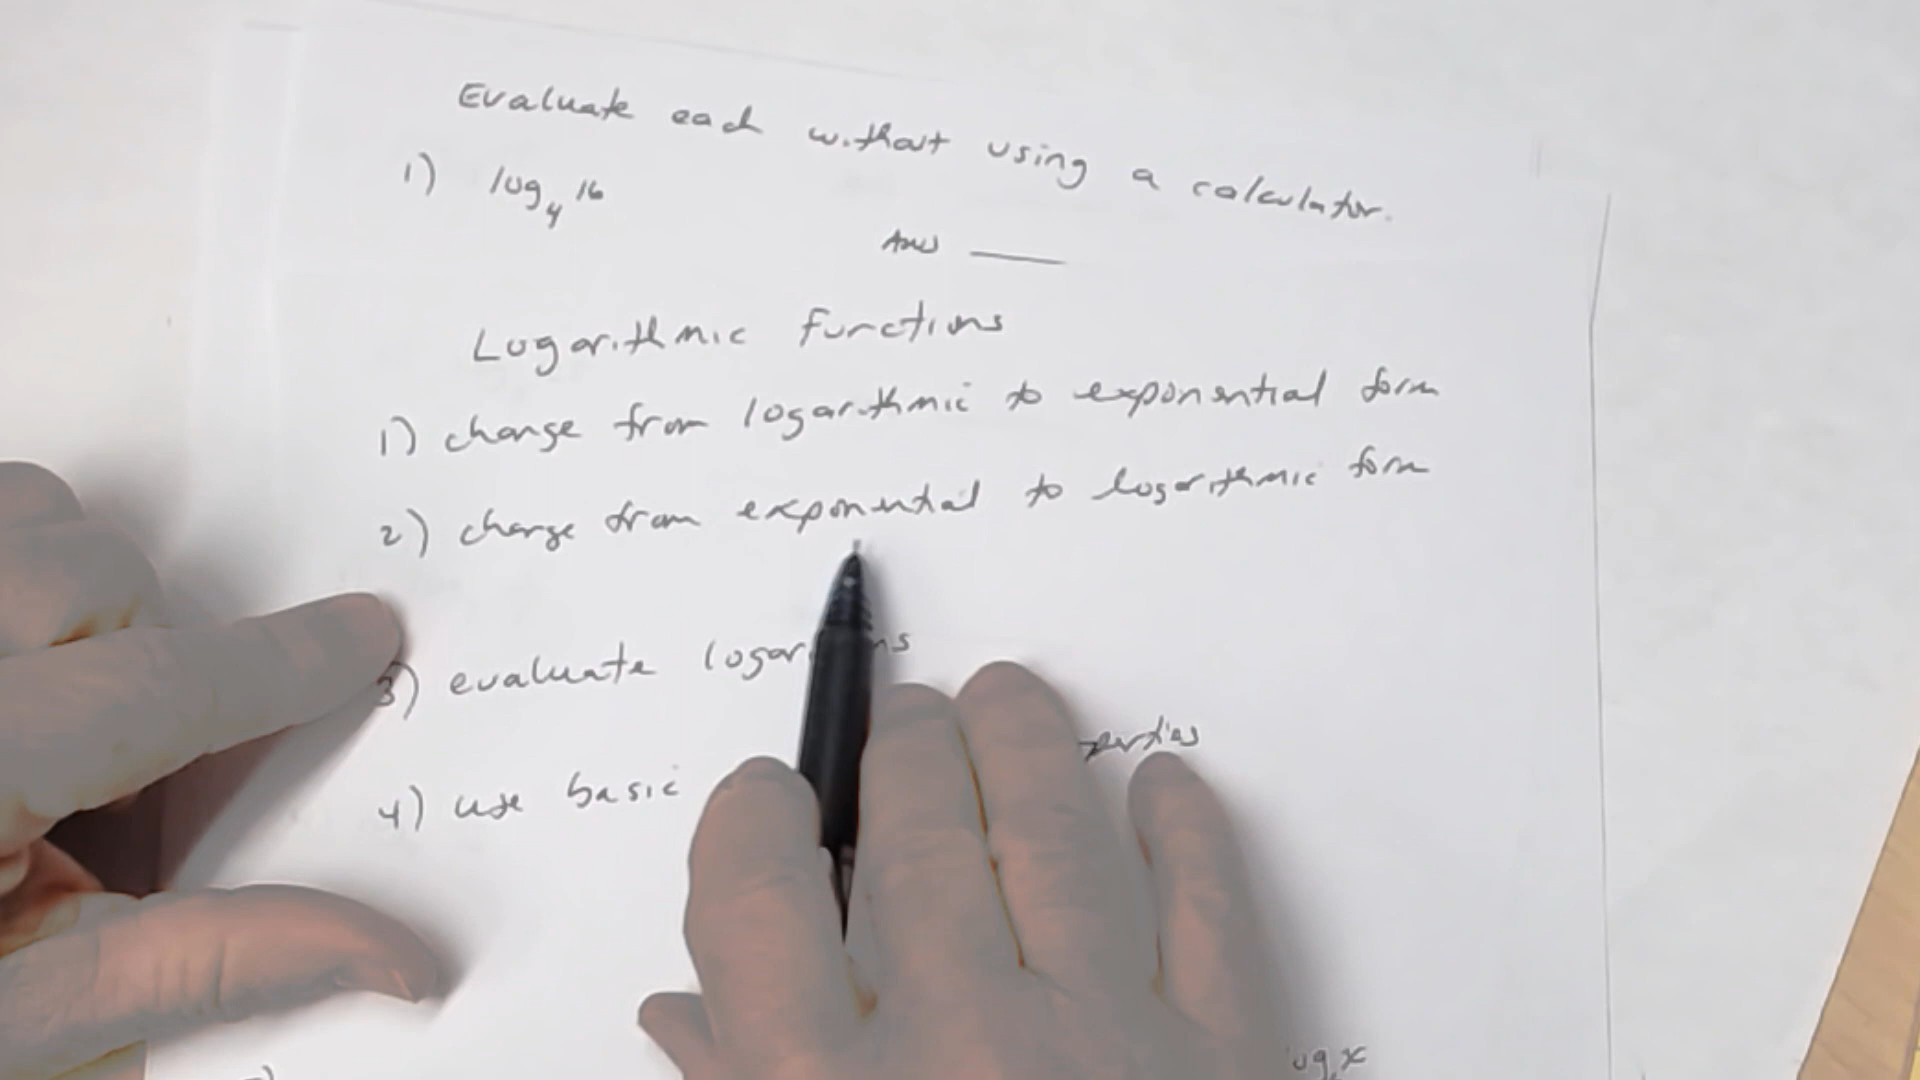 Evaluate each without using a calculator.
1) log₄ 16
Ans ____
Logarithmic Functions
1) change from logarithmic to exponential form
2) change from exponential to logarithmic form
3) evaluate
4) use basic